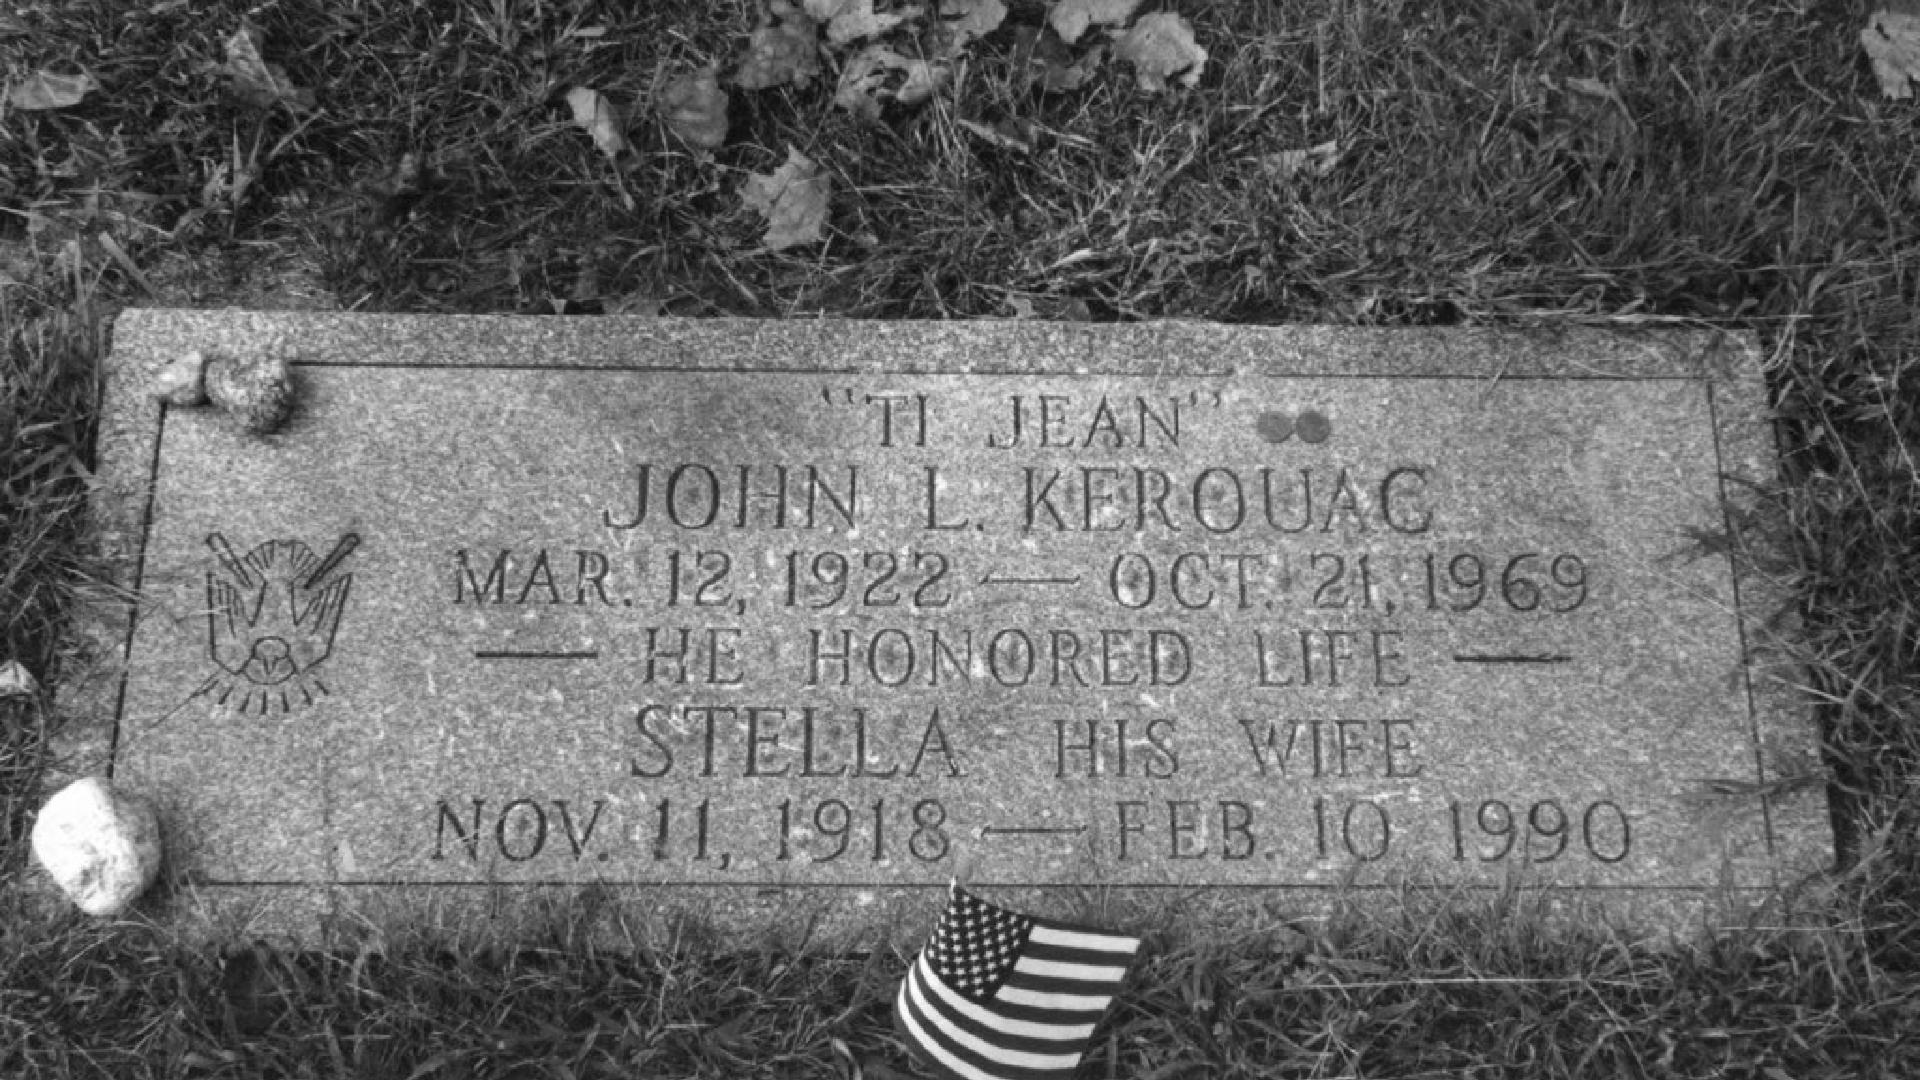 "TI JEAN"
JOHN L. KEROUAC
MAR. 12, 1922 — OCT. 21, 1969
— HE HONORED LIFE —
STELLA HIS WIFE
NOV. 11, 1918 — FEB. 10 1990